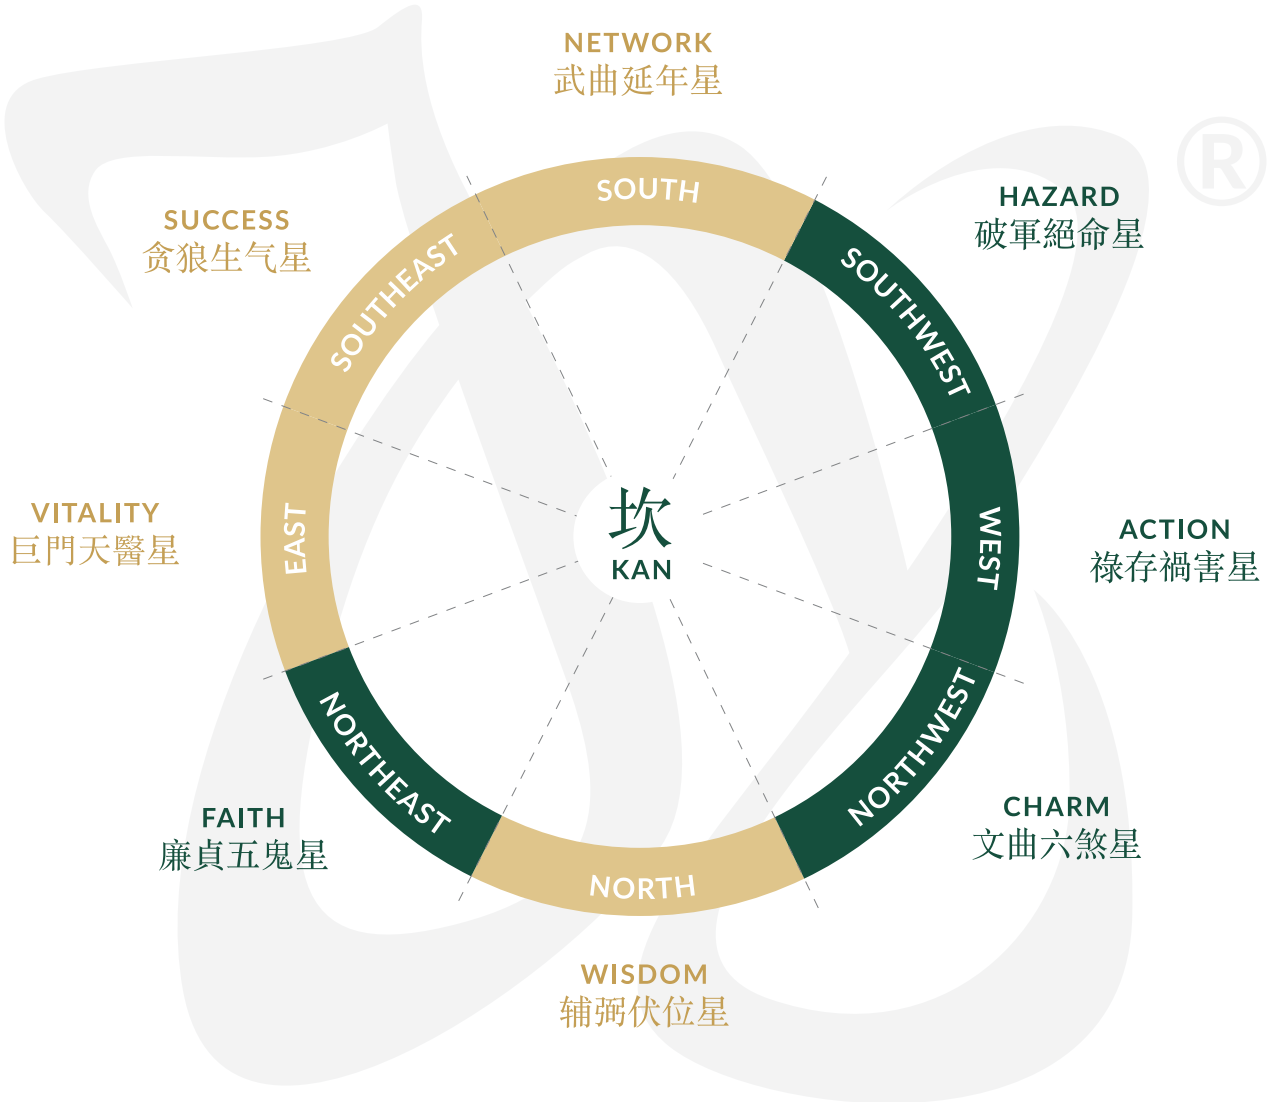 NETWORK
武曲延年星
SOUTH
HAZARD
破軍絕命星
SUCCESS
贪狼生气星
SOUTHEAST
SOUTHWEST
VITALITY
巨門天醫星
EAST
坎
KAN
WEST
ACTION
祿存禍害星
NORTHEAST
NORTHWEST
FAITH
廉貞五鬼星
CHARM
文曲六煞星
NORTH
WISDOM
辅弼伏位星
®